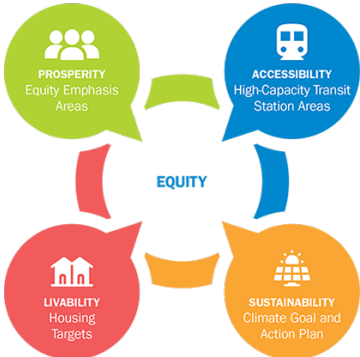 PROSPERITY
Equity Emphasis
Areas
ACCESSIBILITY
High-Capacity Transit
Station Areas
EQUITY
LIVABILITY
Housing
Targets
SUSTAINABILITY
Climate Goal and
Action Plan